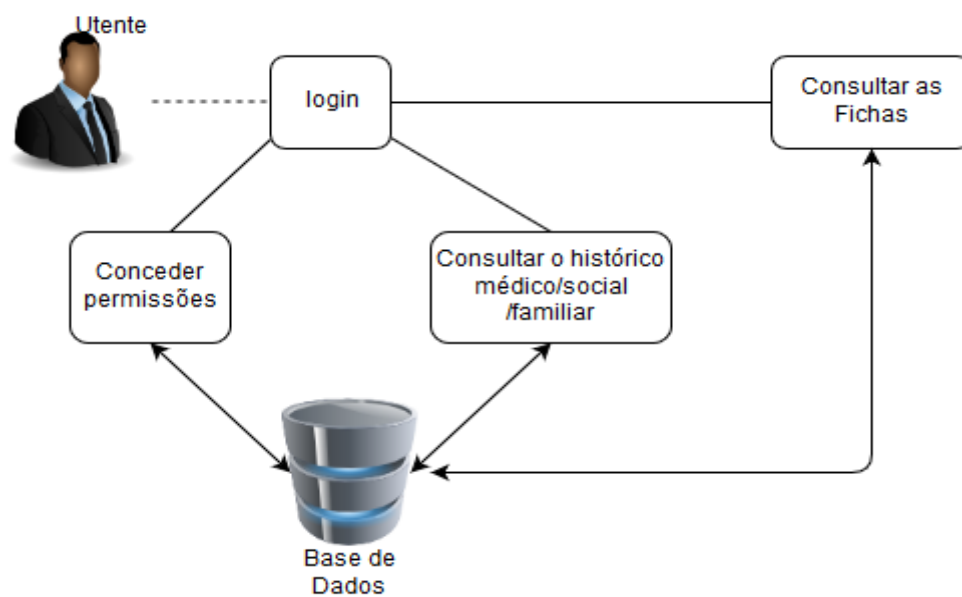 Utente
login
Consultar as
Fichas
Conceder
permissões
Consultar o histórico
médico/social
/familiar
Base de
Dados